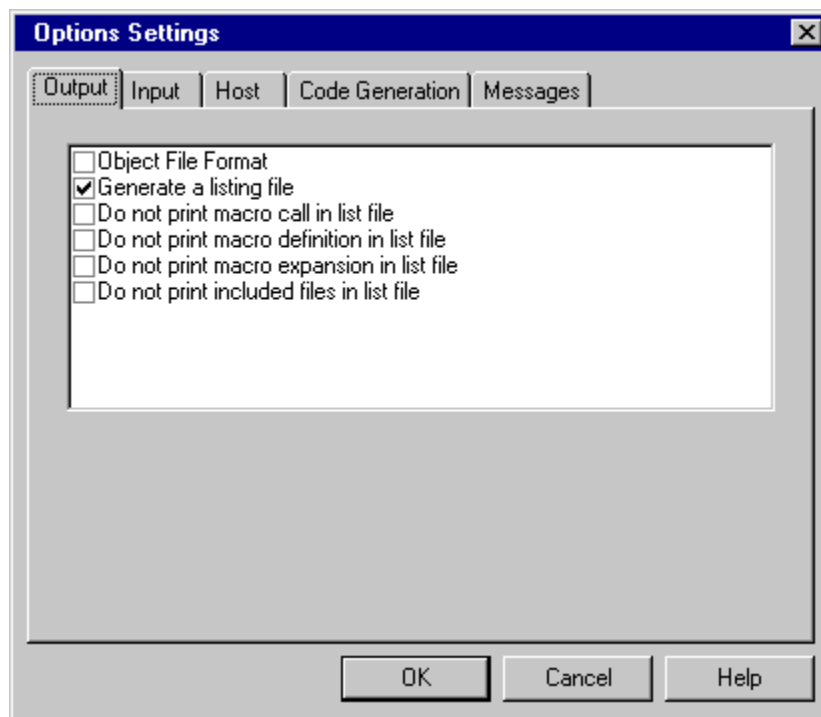 Options Settings
Output Input Host Code Generation Messages
Object File Format
Generate a listing file
Do not print macro call in list file
Do not print macro definition in list file
Do not print macro expansion in list file
Do not print included files in list file
OK Cancel Help